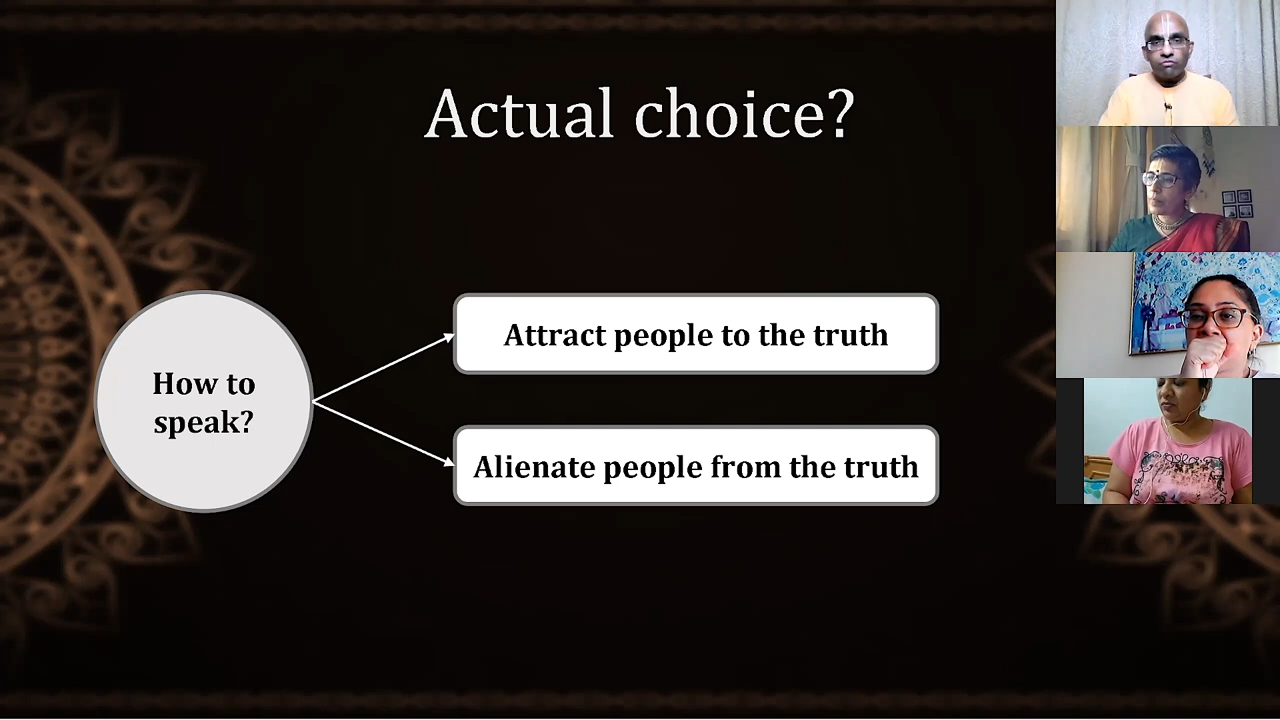 Actual choice?
How to
speak?
Attract people to the truth
Alienate people from the truth